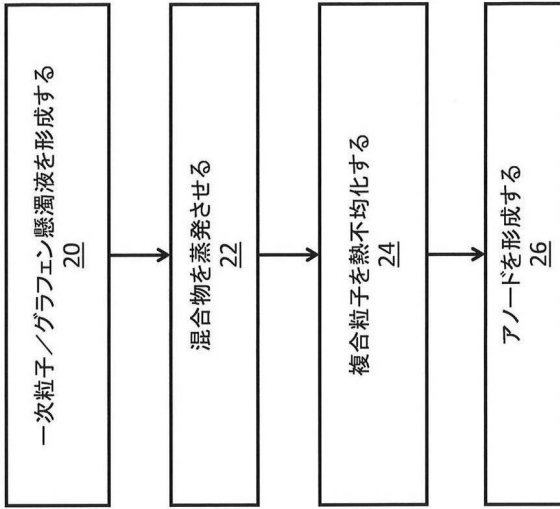 一次粒子／グラフェン懸濁液を形成する
20
混合物を蒸発させる
22
複合粒子を熱不均化する
24
アノードを形成する
26